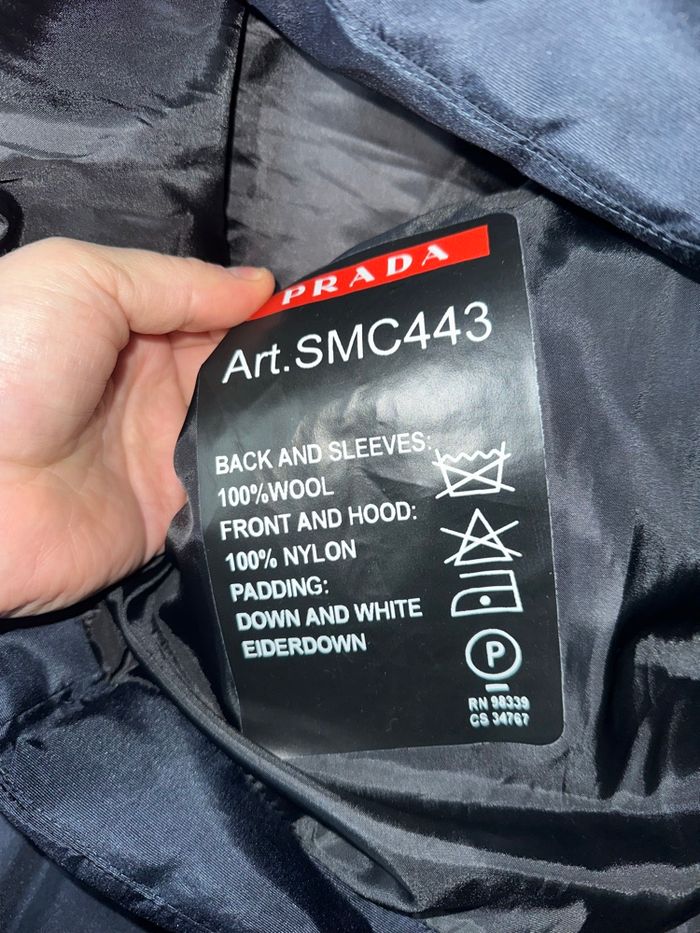 PRADA
Art.SMC443
BACK AND SLEEVES:
100%WOOL
FRONT AND HOOD:
100% NYLON
PADDING:
DOWN AND WHITE
EIDERDOWN
P
RN 98339
CS 34767